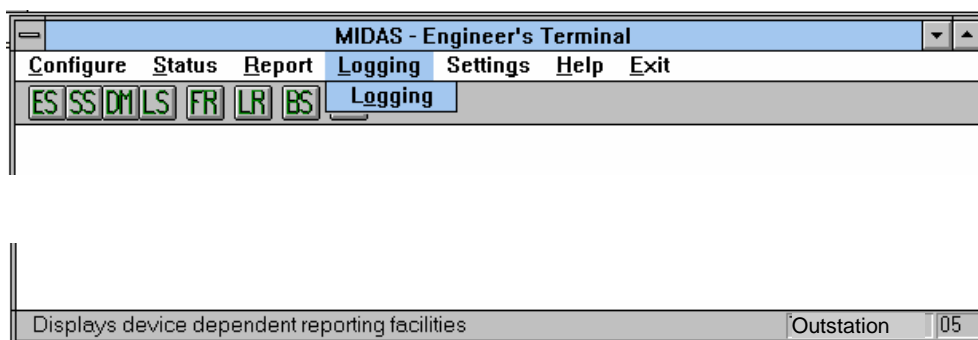 MIDAS - Engineer's Terminal
Configure Status Report Logging Settings Help Exit
ES SS DM LS FR LR BS Logging
Displays device dependent reporting facilities Outstation 05